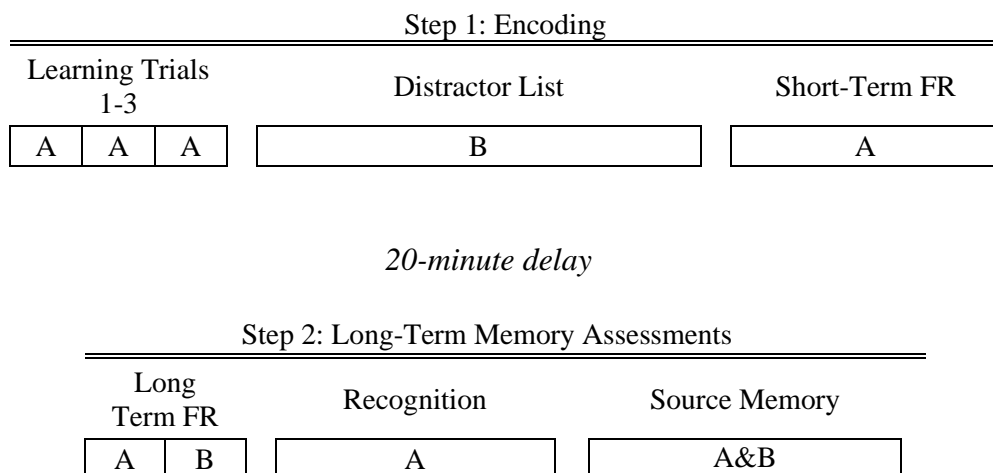 Step 1: Encoding
Learning Trials
1-3
Distractor List
Short-Term FR
A A A B A
20-minute delay
Step 2: Long-Term Memory Assessments
Long
Term FR
Recognition
Source Memory
A B A A&B